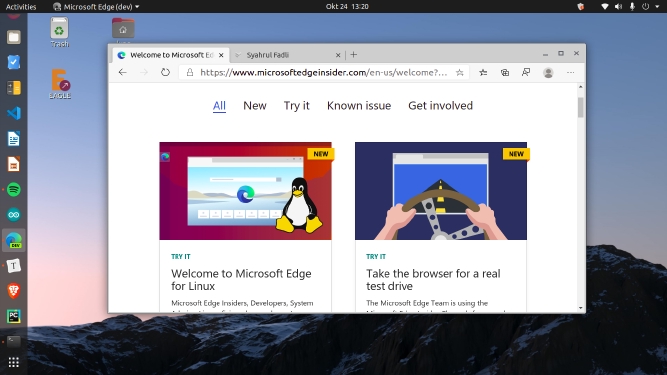 Activities
Microsoft Edge (dev)
Okt 24 13:20
Trash
EAGLE
Welcome to Microsoft Ed
Syahrul Fadli
https://www.microsoftedgeinsider.com/en-us/welcome?...
All New Try it Known issue Get involved
NEW
NEW
TRY IT
Welcome to Microsoft Edge
for Linux
Microsoft Edge Insiders, Developers, System
TRY IT
Take the browser for a real
test drive
The Microsoft Edge Team is using the
DEV
T
PC